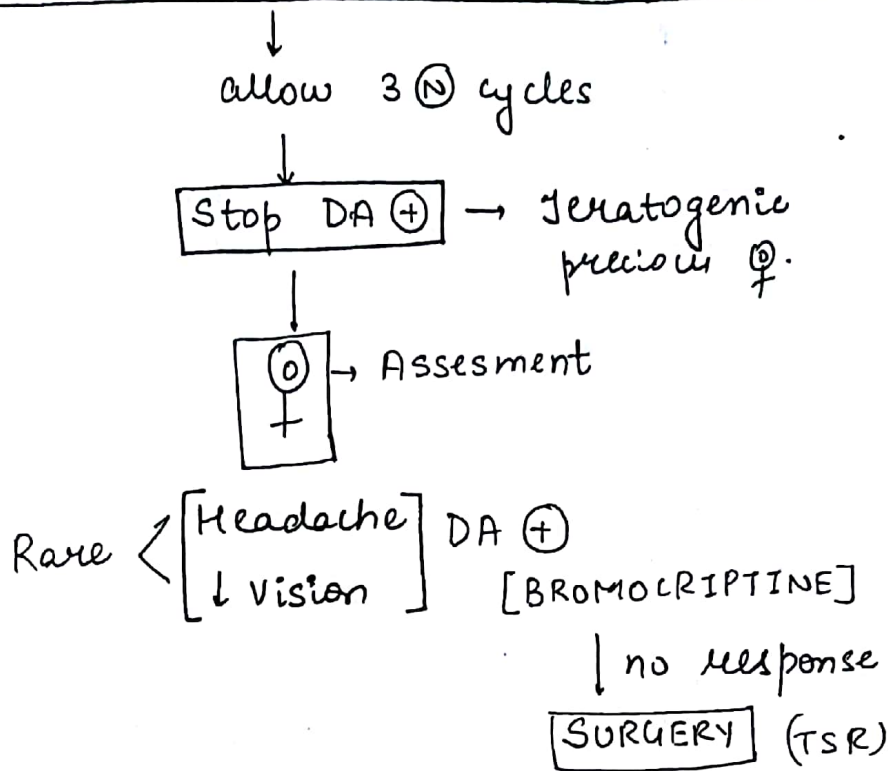 ↓
allow 3 Ⓝ cycles
↓
Stop DA ⊕ → Teratogenic
precious ♀.
↓
♀ → Assesment
Rare < [Headache
↓ vision] DA ⊕
[BROMOCRIPTINE]
↓ no response
SURGERY (TSR)